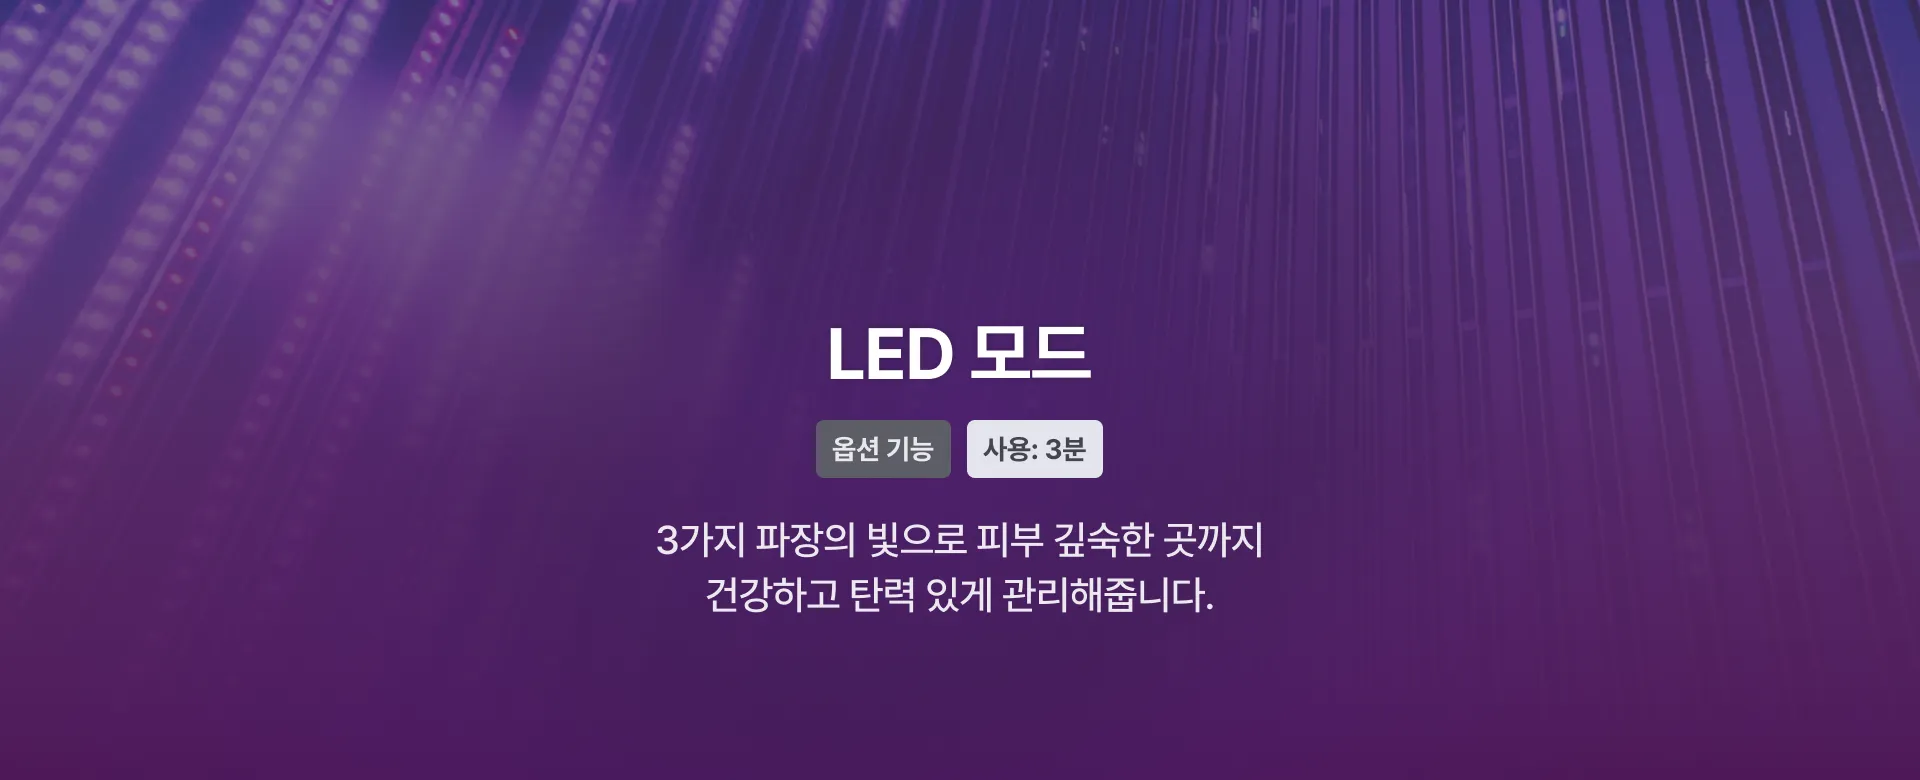 LED 모드
옵션 기능
사용: 3분
3가지 파장의 빛으로 피부 깊숙한 곳까지
건강하고 탄력 있게 관리해줍니다.